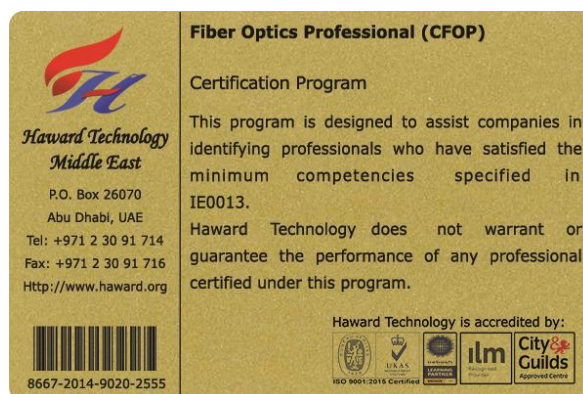 Haward Technology
Middle East
P.O. Box 26070
Abu Dhabi, UAE
Tel: +971 2 30 91 714
Fax: +971 2 30 91 716
Http://www.haward.org
8667-2014-9020-2555
Fiber Optics Professional (CFOP)
Certification Program
This program is designed to assist companies in
identifying professionals who have satisfied the
minimum competencies specified in
IE0013.
Haward Technology does not warrant or
guarantee the performance of any professional
certified under this program.
Haward Technology is accredited by:
UKAS
LEARNING
PARTNER
ilm
City&
Guilds
Approved Centre
ISO 9001:2015 Certified